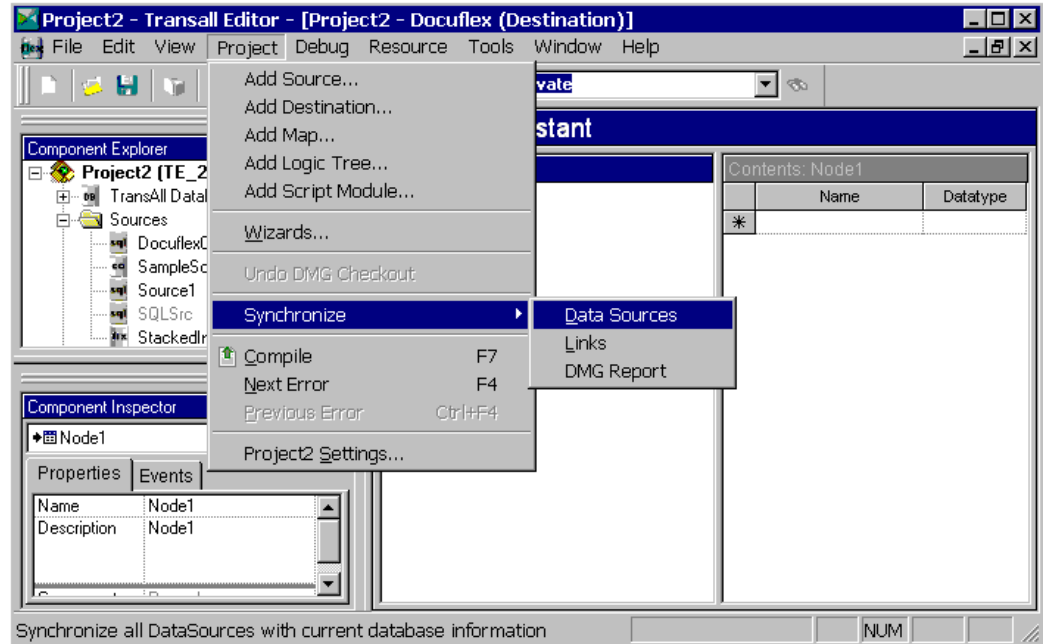 Project2 - Transall Editor - [Project2 - Docuflex (Destination)]
File Edit View Project Debug Resource Tools Window Help
vate
stant
Component Explorer
Project2 (TE_2
TransAll Datal
Sources
SampleSc
Source1
SQLSrc
StackedIr
Add Source...
Add Destination...
Add Map...
Add Logic Tree...
Add Script Module...
Wizards...
Undo DMG Checkout
Synchronize
Compile F7
Next Error F4
Previous Error Ctrl+F4
Project2 Settings...
Data Sources
Links
DMG Report
Contents: Node1
Name Datatype
Component Inspector
Node1
Properties Events
Name Node1
Description Node1
Synchronize all DataSources with current database information
NUM